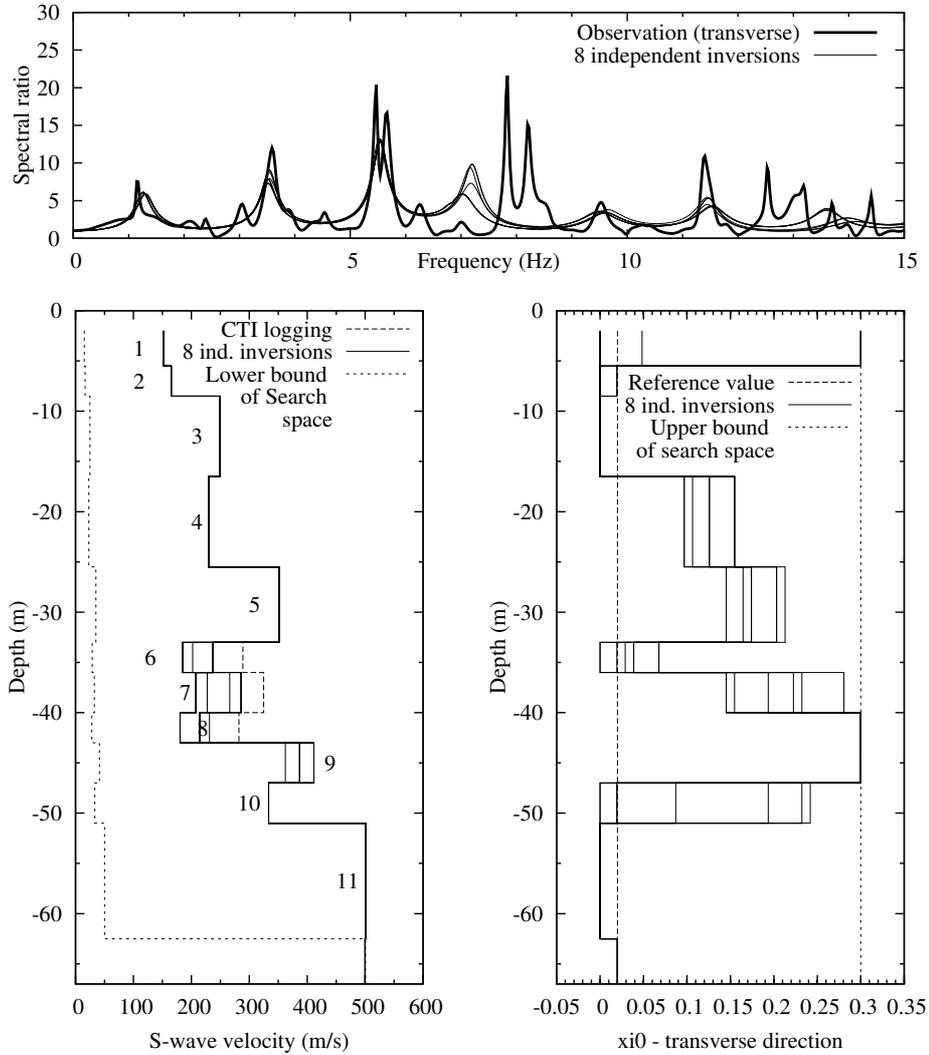 30
25
20
15
10
5
0
Spectral ratio
Observation (transverse)
8 independent inversions
0 5 10 15
Frequency (Hz)
0
-10
-20
-30
-40
-50
-60
Depth (m)
CTI logging
8 ind. inversions
Lower bound
of Search
space
1
2
3
4
5
6
7
8
9
10
11
0 100 200 300 400 500 600
S-wave velocity (m/s)
0
-10
-20
-30
-40
-50
-60
Depth (m)
Reference value
8 ind. inversions
Upper bound
of search space
-0.05 0 0.05 0.1 0.15 0.2 0.25 0.3 0.35
xi0 - transverse direction